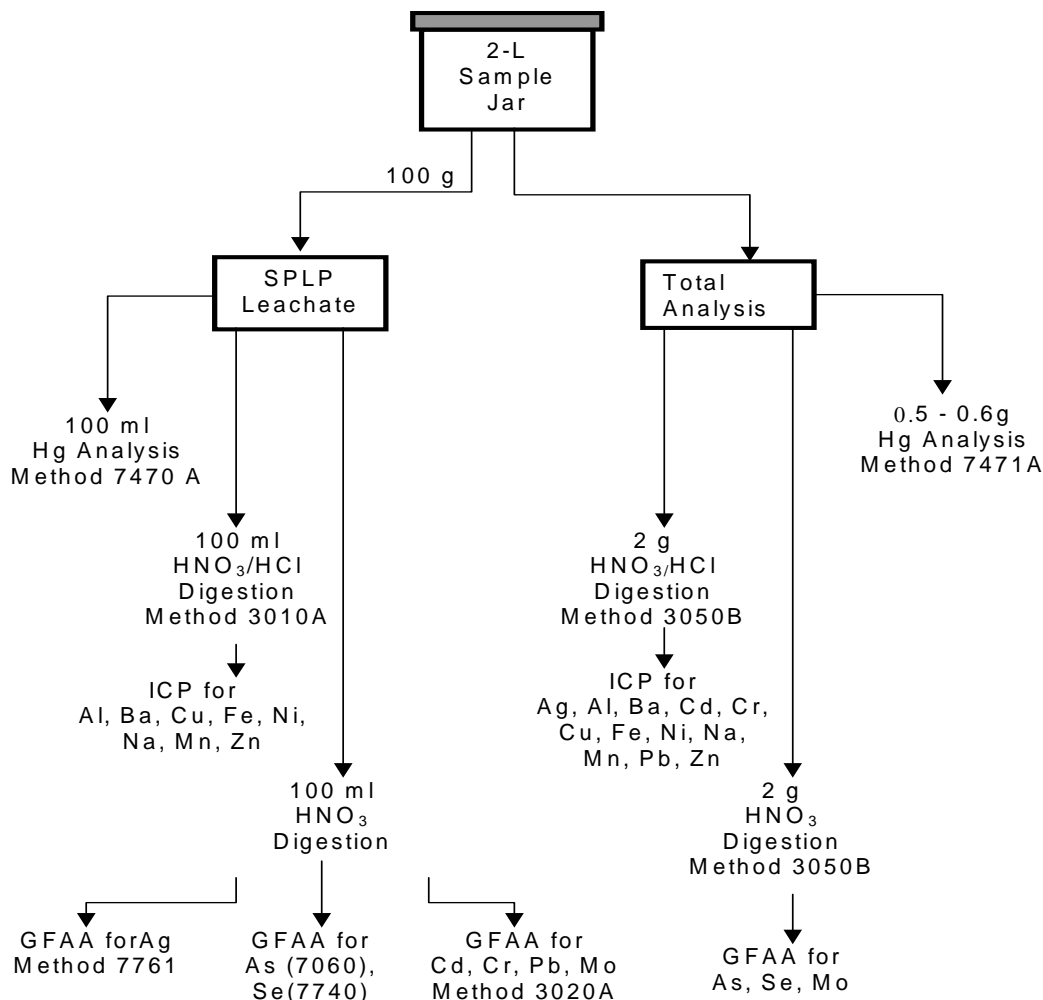 2-L
Sample
Jar
100 g
SPLP
Leachate
Total
Analysis
100 ml
Hg Analysis
Method 7470 A
0.5 - 0.6g
Hg Analysis
Method 7471A
100 ml
HNO₃/HCl
Digestion
Method 3010A
2 g
HNO₃/HCl
Digestion
Method 3050B
ICP for
Al, Ba, Cu, Fe, Ni,
Na, Mn, Zn
ICP for
Ag, Al, Ba, Cd, Cr,
Cu, Fe, Ni, Na,
Mn, Pb, Zn
100 ml
HNO₃
Digestion
2 g
HNO₃
Digestion
Method 3050B
GFAA forAg
Method 7761
GFAA for
As (7060),
Se(7740)
GFAA for
Cd, Cr, Pb, Mo
Method 3020A
GFAA for
As, Se, Mo